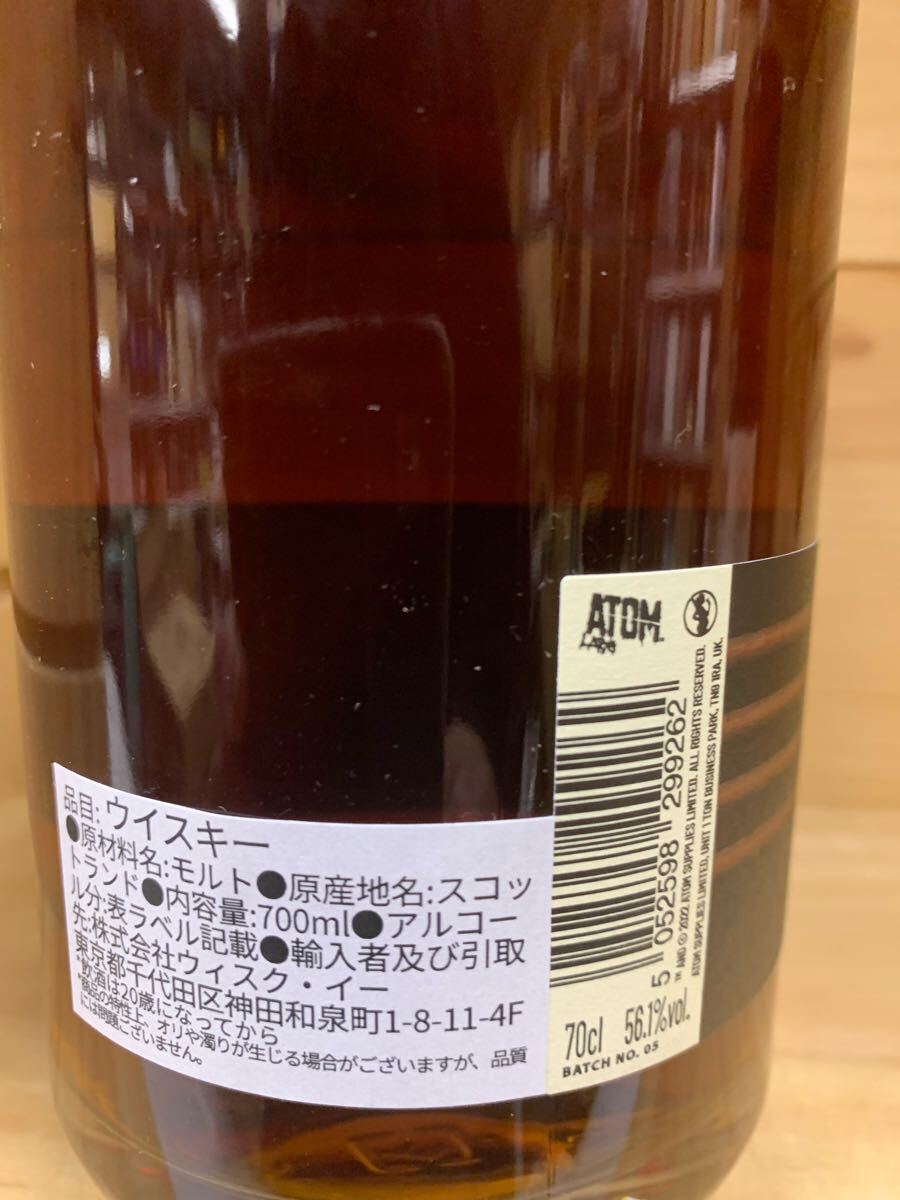 品目:ウイスキー
●原材料名:モルト●原産地名:スコッ
トランド●内容量:700ml●アルコー
ル分:表ラベル記載●輸入者及び引取
先:株式会社ウィスク・イー
東京都千代田区神田和泉町1-8-11-4F
*飲酒は20歳になってから
*商品の特性上、オリや濁りが生じる場合がございますが、品質
には問題ございません。
ATOM
5 052598 299262
™ AND © 2022 ATOM SUPPLIES LIMITED. ALL RIGHTS RESERVED.
ATOM SUPPLIES LIMITED, UNIT 1 TON BUSINESS PARK, TN9 1RA, UK.
70cl 56.1%vol.
BATCH NO. 05